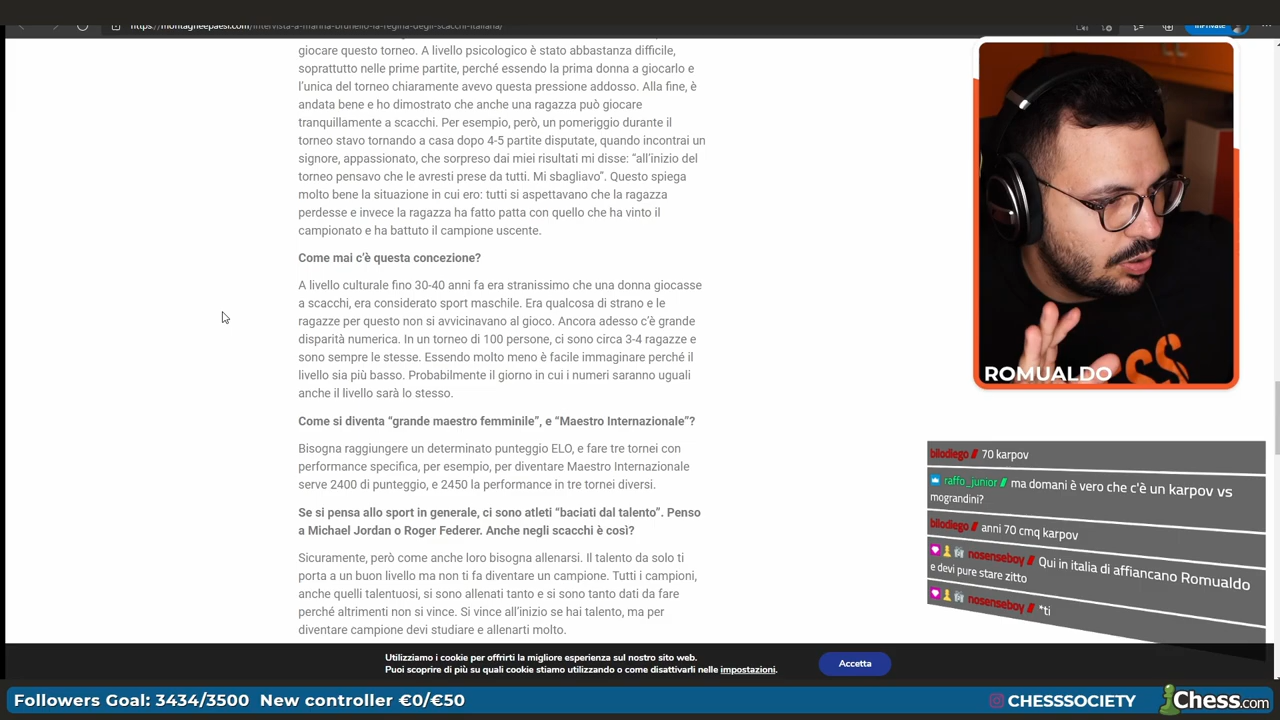 https://montagneepaesi.com/intervista-a-marina-brunello-la-regina-degli-scacchi-italiana/
InPrivate
giocare questo torneo. A livello psicologico è stato abbastanza difficile,
soprattutto nelle prime partite, perché essendo la prima donna a giocarlo e
l'unica del torneo chiaramente avevo questa pressione addosso. Alla fine, è
andata bene e ho dimostrato che anche una ragazza può giocare
tranquillamente a scacchi. Per esempio, però, un pomeriggio durante il
torneo stavo tornando a casa dopo 4-5 partite disputate, quando incontrai un
signore, appassionato, che sorpreso dai miei risultati mi disse: “all’inizio del
torneo pensavo che le avresti prese da tutti. Mi sbagliavo”. Questo spiega
molto bene la situazione in cui ero: tutti si aspettavano che la ragazza
perdesse e invece la ragazza ha fatto patta con quello che ha vinto il
campionato e ha battuto il campione uscente.
Come mai c’è questa concezione?
A livello culturale fino 30-40 anni fa era stranissimo che una donna giocasse
a scacchi, era considerato sport maschile. Era qualcosa di strano e le
ragazze per questo non si avvicinavano al gioco. Ancora adesso c’è grande
disparità numerica. In un torneo di 100 persone, ci sono circa 3-4 ragazze e
sono sempre le stesse. Essendo molto meno è facile immaginare perché il
livello sia più basso. Probabilmente il giorno in cui i numeri saranno uguali
anche il livello sarà lo stesso.
Come si diventa “grande maestro femminile”, e “Maestro Internazionale”?
Bisogna raggiungere un determinato punteggio ELO, e fare tre tornei con
performance specifica, per esempio, per diventare Maestro Internazionale
serve 2400 di punteggio, e 2450 la performance in tre tornei diversi.
Se si pensa allo sport in generale, ci sono atleti “baciati dal talento”. Penso
a Michael Jordan o Roger Federer. Anche negli scacchi è così?
Sicuramente, però come anche loro bisogna allenarsi. Il talento da solo ti
porta a un buon livello ma non ti fa diventare un campione. Tutti i campioni,
anche quelli talentuosi, si sono allenati tanto e si sono tanto dati da fare
perché altrimenti non si vince. Si vince all’inizio se hai talento, ma per
diventare campione devi studiare e allenarti molto.
Utilizziamo i cookie per offrirti la migliore esperienza sul nostro sito web.
Puoi scoprire di più su quali cookie stiamo utilizzando o come disattivarli nelle impostazioni.
Accetta
ROMUALDO
bilodiego // 70 karpov
raffo_junior // ma domani è vero che c'è un karpov vs
mograndini?
bilodiego // anni 70 cmq karpov
nosenseboy // Qui in italia di affiancano Romualdo
e devi pure stare zitto
nosenseboy // *ti
Followers Goal: 3434/3500 New controller €0/€50
CHESSSOCIETY
Chess.com